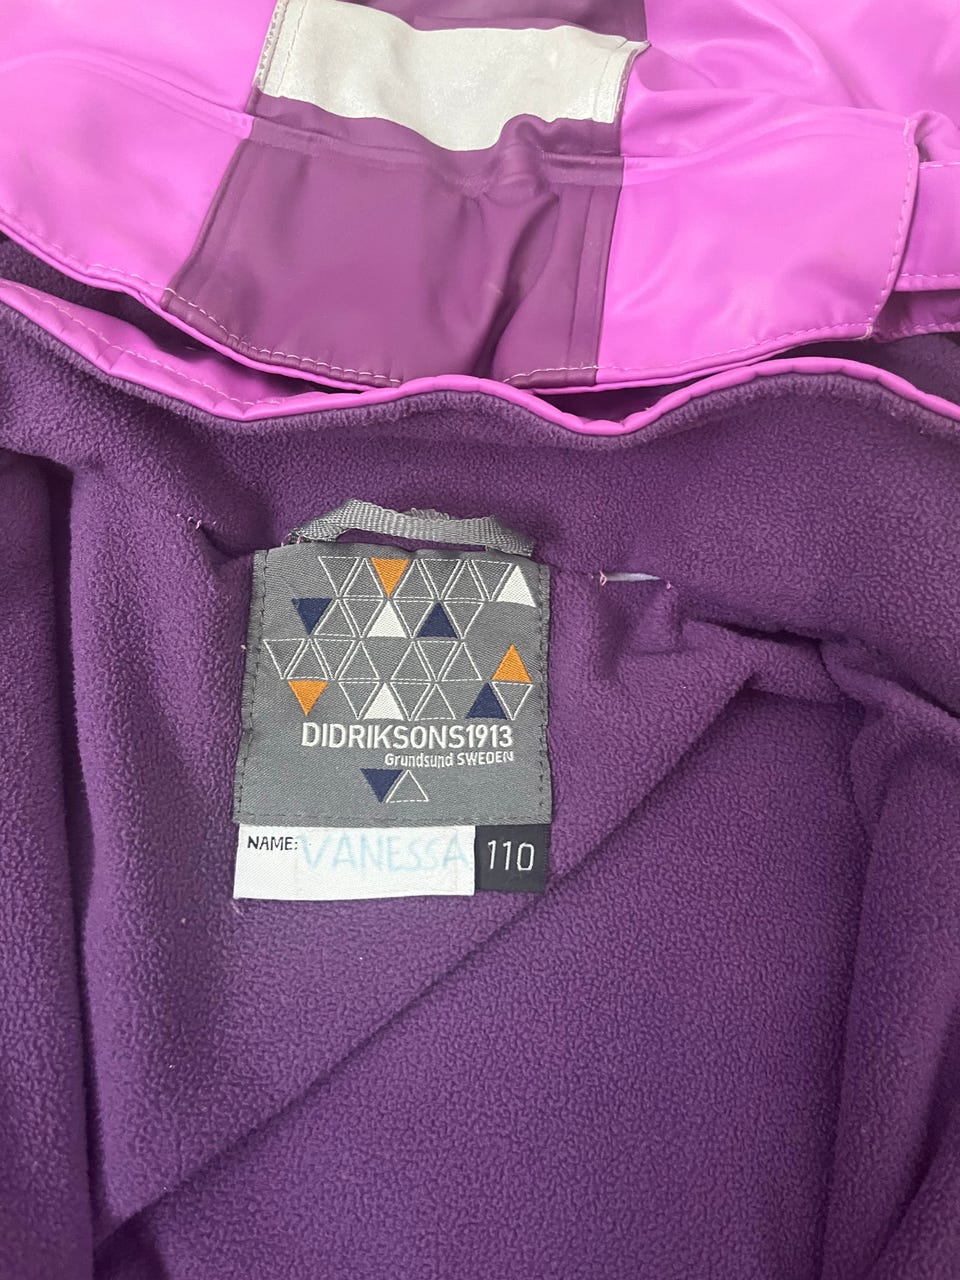 DIDRIKSONS1913
Grundsund SWEDEN
NAME: VANESSA 110